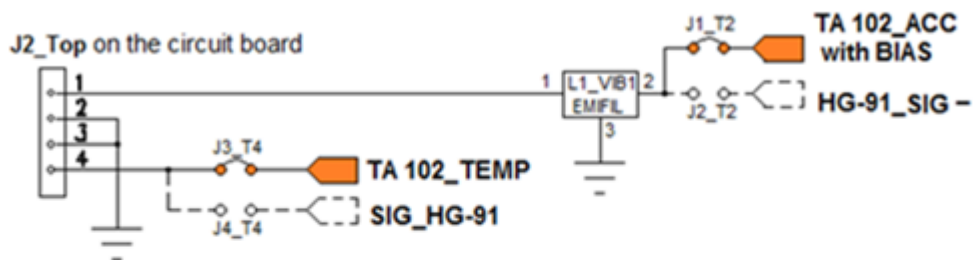 J2_Top on the circuit board
J1_T2
TA 102_ACC
with BIAS
1
2
3
4
1
L1_VIB1
EMIFIL
2
3
J2_T2
HG-91_SIG –
J3_T4
TA 102_TEMP
J4_T4
SIG_HG-91